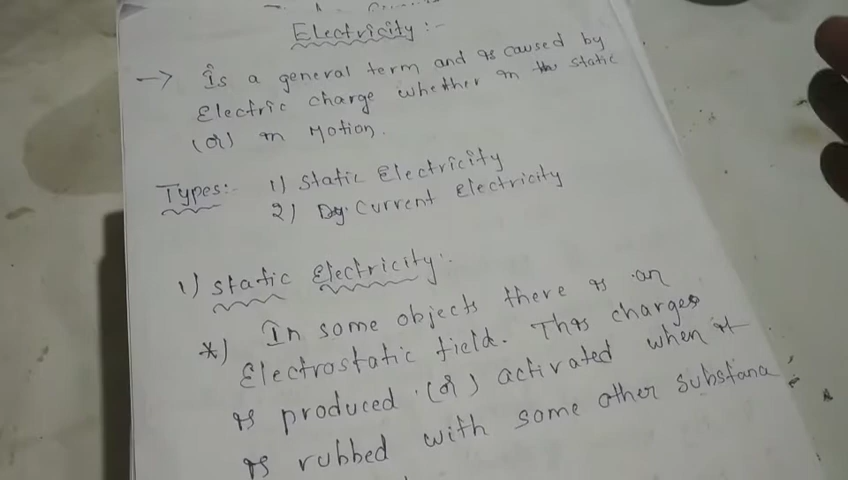 Electricity :-
→ Is a general term and is caused by
Electric charge whether in the static
(or) in Motion.
Types:- 1) Static Electricity
2) Dy. Current electricity
1) Static Electricity:-
*) In some objects there is an
Electrostatic field. This charges
is produced (or) activated when it
is rubbed with some other substana